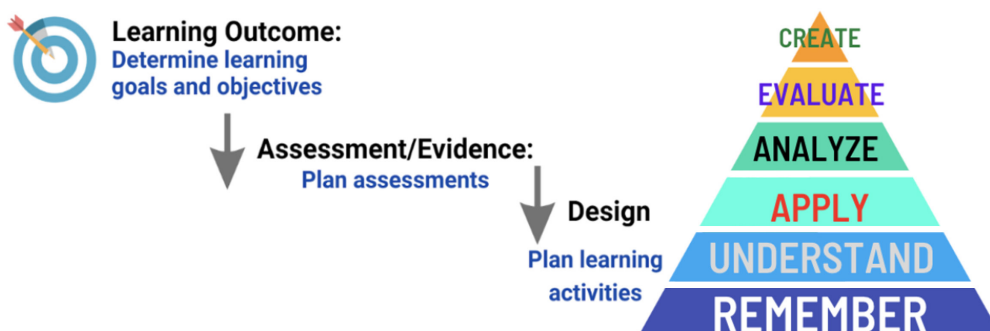 Learning Outcome:
Determine learning
goals and objectives
Assessment/Evidence:
Plan assessments
Design
Plan learning
activities
CREATE
EVALUATE
ANALYZE
APPLY
UNDERSTAND
REMEMBER